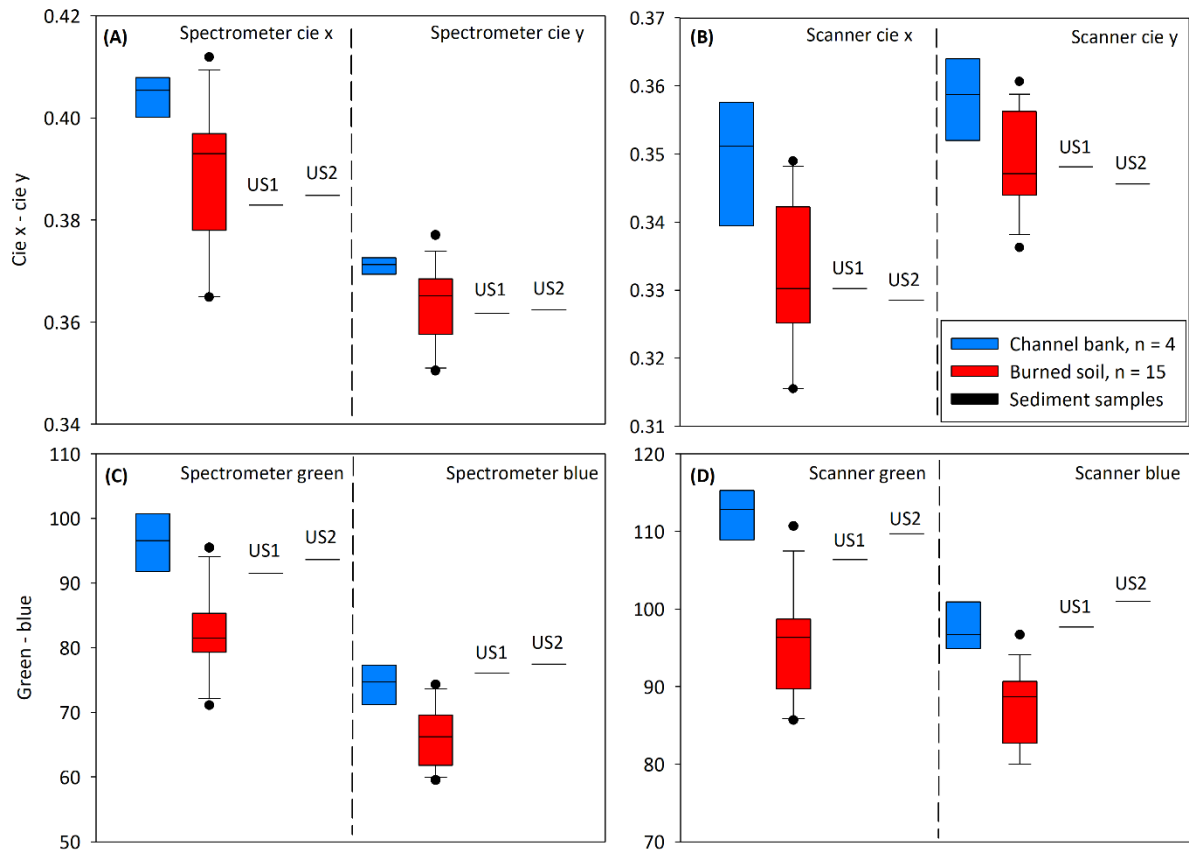 (A) Spectrometer cie x Spectrometer cie y
0.42
0.40
0.38
0.36
0.34
Cie x - cie y
US1 US2
US1 US2
(B) Scanner cie x Scanner cie y
0.37
0.36
0.35
0.34
0.33
0.32
0.31
US1 US2
US1 US2
Channel bank, n = 4
Burned soil, n = 15
Sediment samples
(C) Spectrometer green Spectrometer blue
110
100
90
80
70
60
50
Green - blue
US1 US2
US1 US2
(D) Scanner green Scanner blue
120
110
100
90
80
70
US1 US2
US1 US2